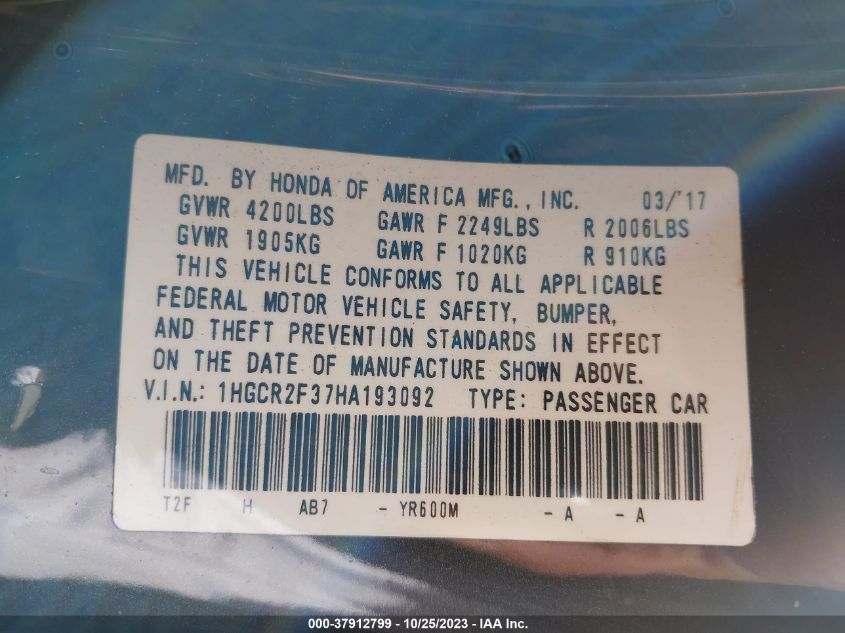 MFD. BY HONDA OF AMERICA MFG., INC. 03/'17
GVWR 4200LBS GAWR F 2249LBS R 2006LBS
GVWR 1905KG GAWR F 1020KG R 910KG
THIS VEHICLE CONFORMS TO ALL APPLICABLE
FEDERAL MOTOR VEHICLE SAFETY, BUMPER,
AND THEFT PREVENTION STANDARDS IN EFFECT
ON THE DATE OF MANUFACTURE SHOWN ABOVE.
V.I.N.: 1HGCR2F37HA193092 TYPE: PASSENGER CAR
T2F H AB7 - YR600M - A - A
000-37912799 - 10/25/2023 - IAA Inc.